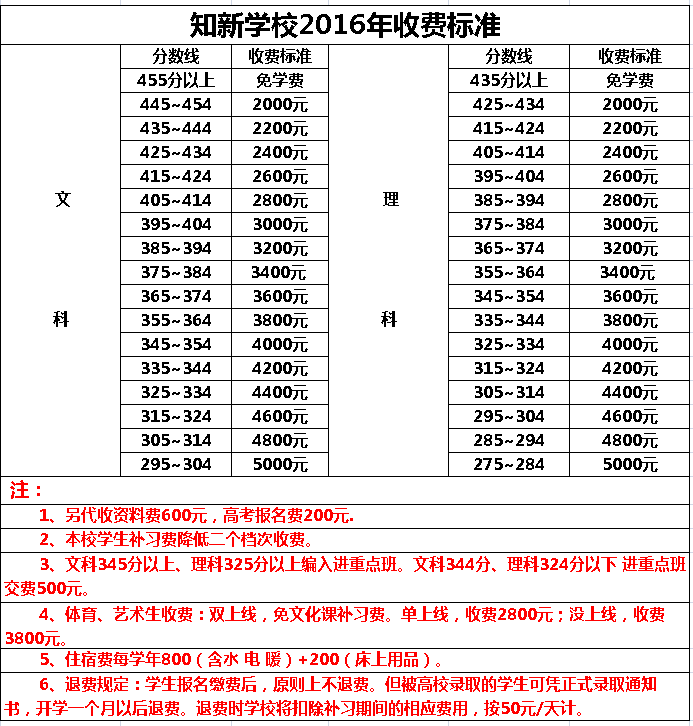 知新学校2016年收费标准
分数线 收费标准 分数线 收费标准
455分以上 免学费 435分以上 免学费
445~454 2000元 425~434 2000元
435~444 2200元 415~424 2200元
425~434 2400元 405~414 2400元
415~424 2600元 395~404 2600元
文 405~414 2800元 理 385~394 2800元
395~404 3000元 375~384 3000元
385~394 3200元 365~374 3200元
375~384 3400元 355~364 3400元
365~374 3600元 345~354 3600元
科 355~364 3800元 科 335~344 3800元
345~354 4000元 325~334 4000元
335~344 4200元 315~324 4200元
325~334 4400元 305~314 4400元
315~324 4600元 295~304 4600元
305~314 4800元 285~294 4800元
295~304 5000元 275~284 5000元
注：
1、另代收资料费600元，高考报名费200元.
2、本校学生补习费降低二个档次收费。
3、文科345分以上、理科325分以上编入进重点班。文科344分、理科324分以下 进重点班
交费500元。
4、体育、艺术生收费：双上线，免文化课补习费。单上线，收费2800元；没上线，收费
3800元。
5、住宿费每学年800（含水 电 暖）+200（床上用品）。
6、退费规定：学生报名缴费后，原则上不退费。但被高校录取的学生可凭正式录取通知
书，开学一个月以后退费。退费时学校将扣除补习期间的相应费用，按50元/天计。